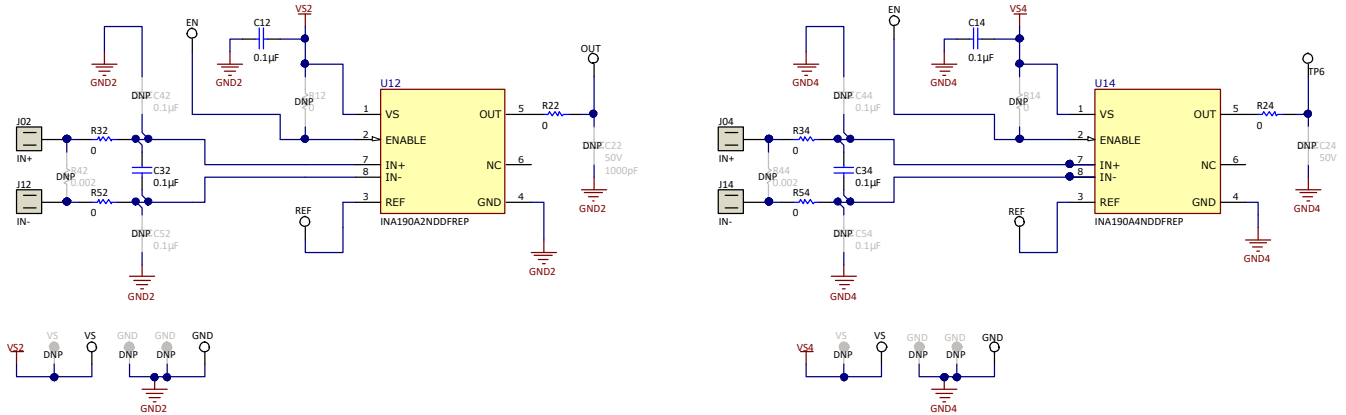 VS2
EN
C12
0.1µF
GND2
GND2
OUT
U12
DNP
C42
0.1µF
DNP
R12
0
1
VS
OUT
5
R22
0
J02
IN+
R32
0
2
ENABLE
DNP
C22
50V
1000pF
7
IN+
NC
6
DNP
R42
0.002
C32
0.1µF
8
IN-
J12
IN-
R52
0
3
REF
GND
4
GND2
REF
INA190A2NDDFREP
DNP
C52
0.1µF
GND2
GND2
VS2
VS
DNP
VS
GND
DNP
GND
DNP
GND
GND2
VS4
EN
C14
0.1µF
GND4
GND4
TP6
U14
DNP
C44
0.1µF
DNP
R14
0
1
VS
OUT
5
R24
0
J04
IN+
R34
0
2
ENABLE
DNP
C24
50V
7
IN+
NC
6
DNP
R44
0.002
C34
0.1µF
8
IN-
J14
IN-
R54
0
3
REF
GND
4
GND4
REF
INA190A4NDDFREP
DNP
C54
0.1µF
GND4
GND4
VS4
VS
DNP
VS
GND
DNP
GND
DNP
GND
GND4